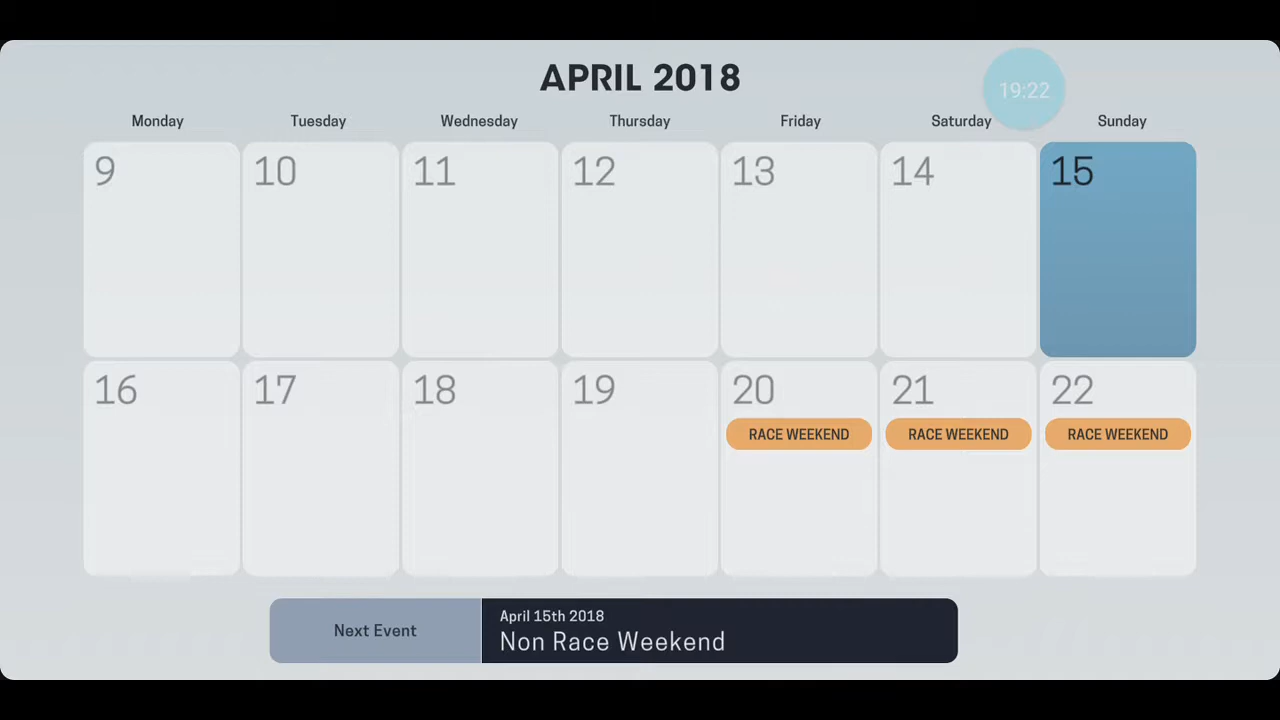 APRIL 2018
19:22
Monday Tuesday Wednesday Thursday Friday Saturday Sunday
9 10 11 12 13 14 15
16 17 18 19 20 21 22
RACE WEEKEND RACE WEEKEND RACE WEEKEND
Next Event
April 15th 2018
Non Race Weekend